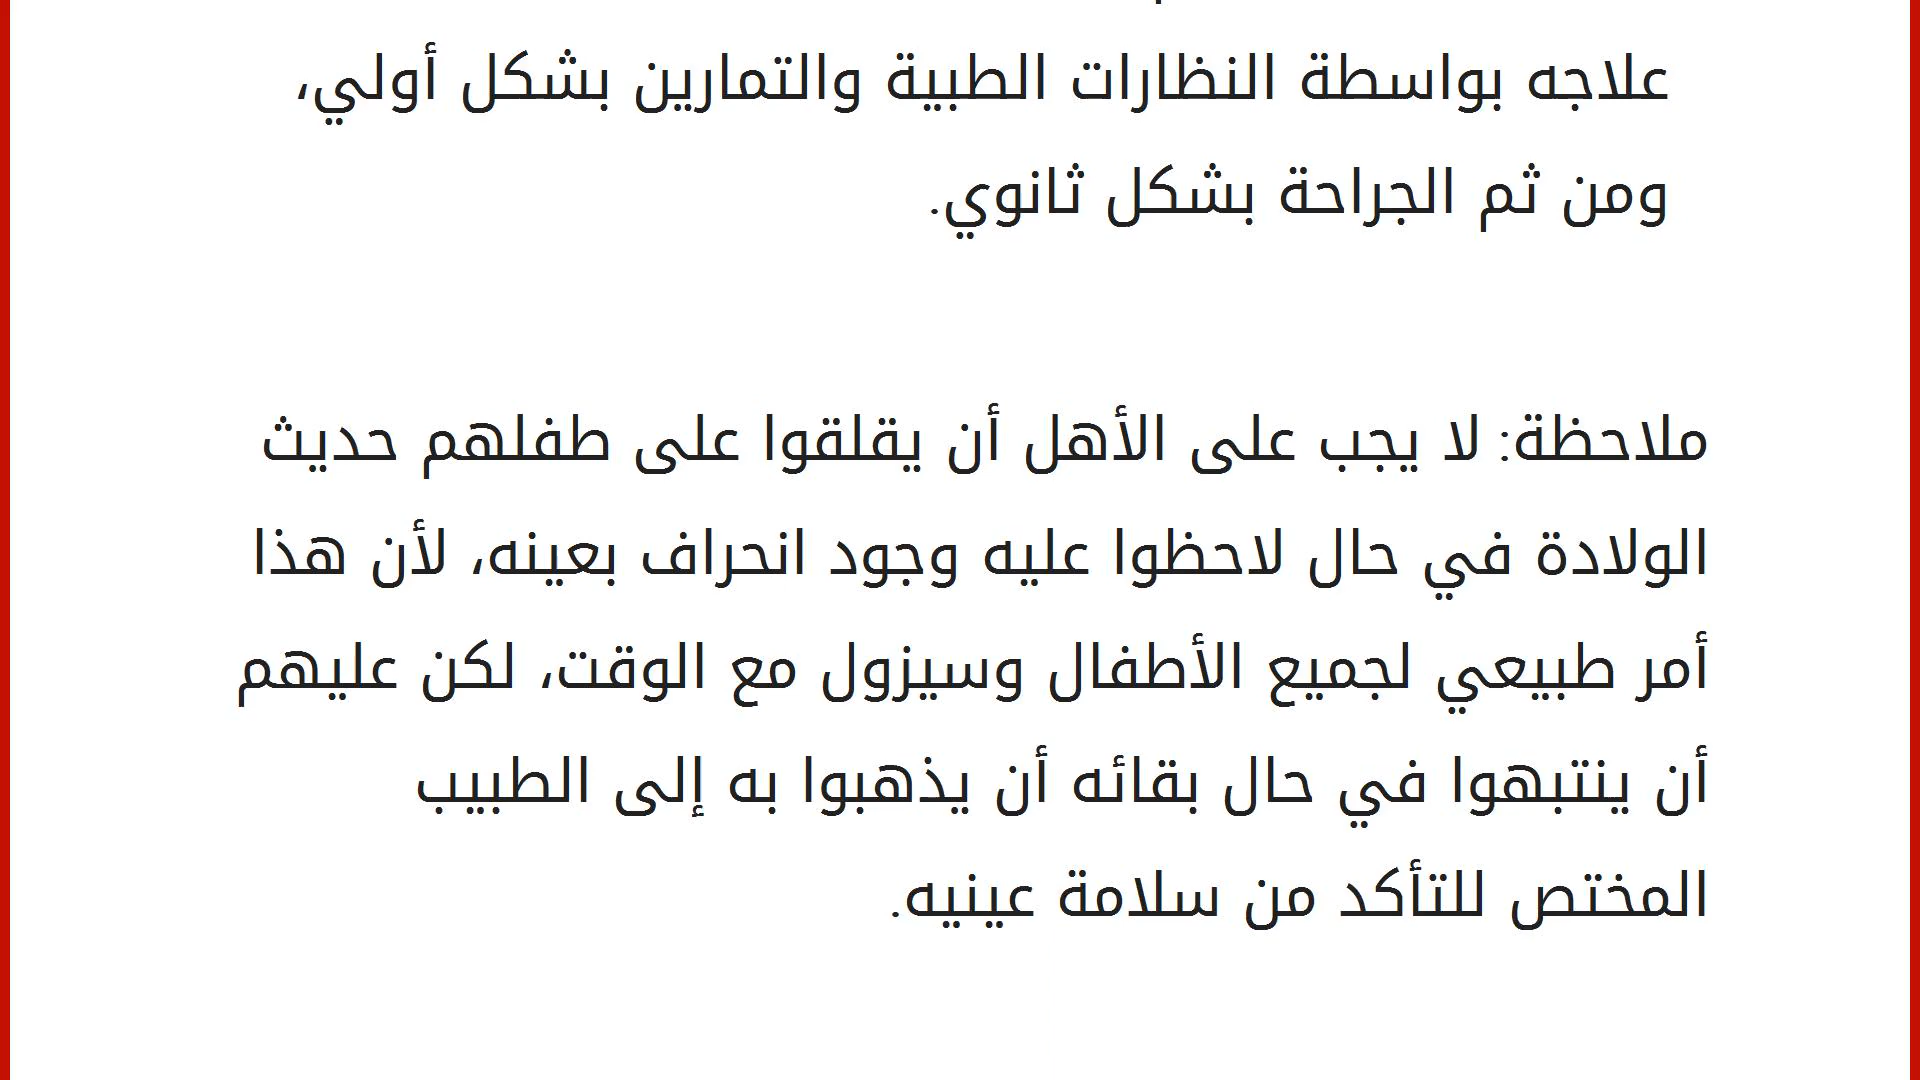 علاجه بواسطة النظارات الطبية والتمارين بشكل أولي،
ومن ثم الجراحة بشكل ثانوي.
ملاحظة: لا يجب على الأهل أن يقلقوا على طفلهم حديث
الولادة في حال لاحظوا عليه وجود انحراف بعينه، لأن هذا
أمر طبيعي لجميع الأطفال وسيزول مع الوقت، لكن عليهم
أن ينتبهوا في حال بقائه أن يذهبوا به إلى الطبيب
المختص للتأكد من سلامة عينيه.